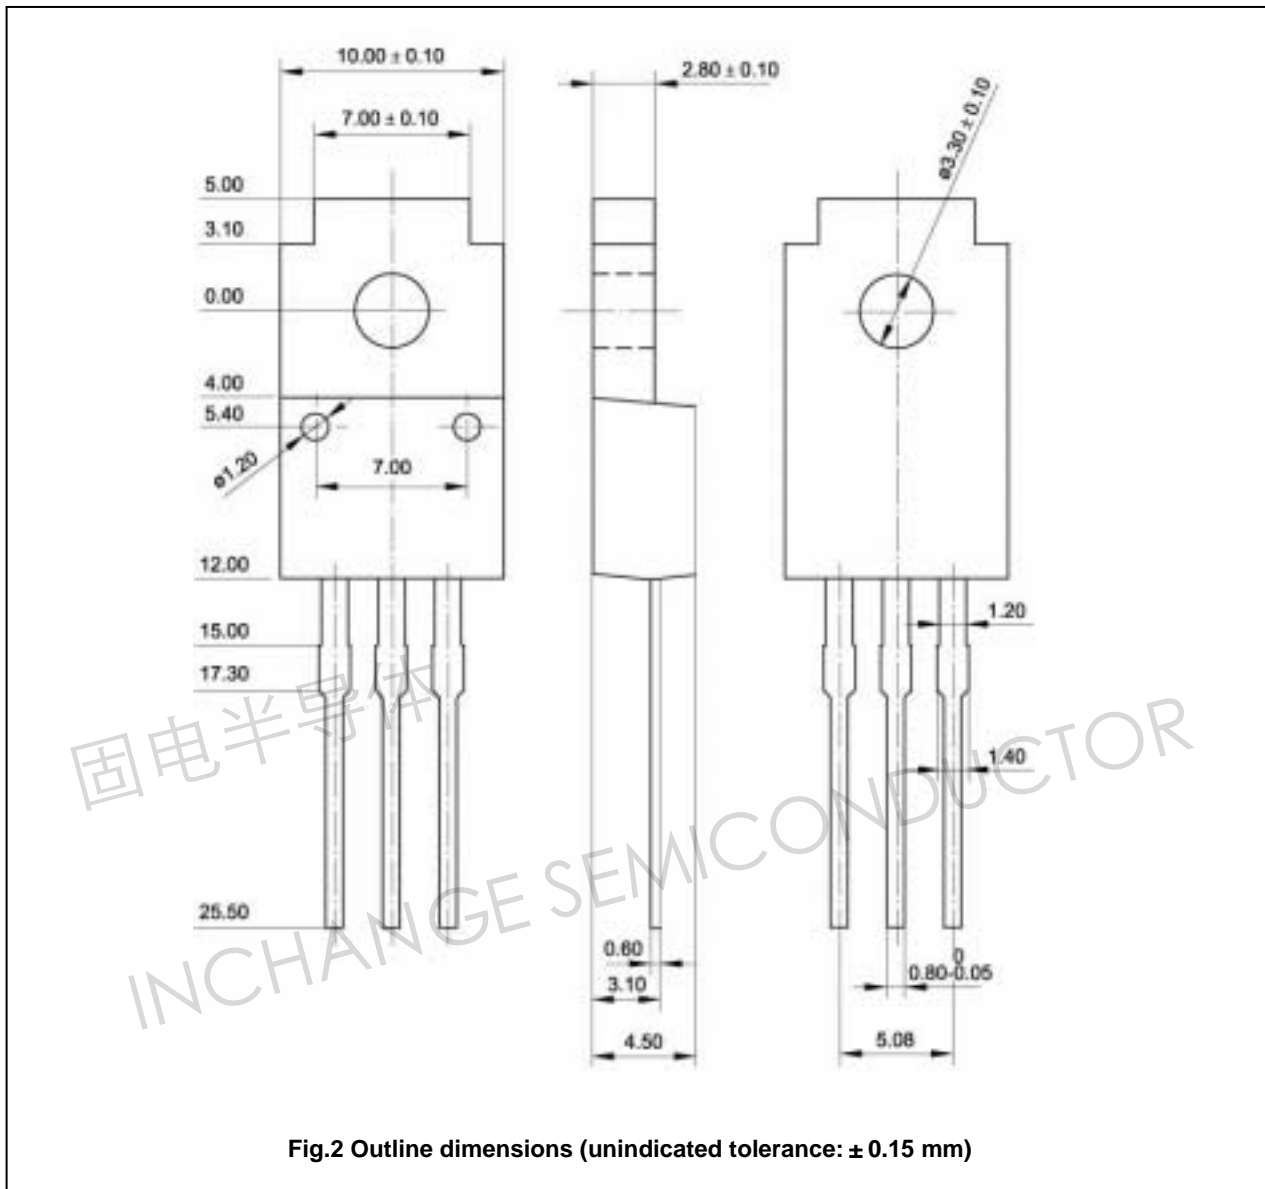 10.00 ± 0.10
2.80 ± 0.10
7.00 ± 0.10
ø3.30 ± 0.10
5.00
3.10
0.00
4.00
5.40
ø1.20
7.00
12.00
15.00
1.20
17.30
固电半导体
1.40
INCHANGE SEMICONDUCTOR
25.50
0.60
0
0.80-0.05
3.10
4.50
5.08
Fig.2 Outline dimensions (unindicated tolerance: ± 0.15 mm)